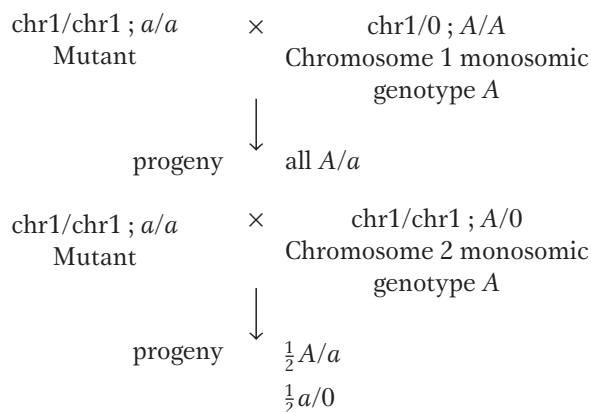 chr1/chr1 ; a/a × chr1/0 ; A/A
Mutant Chromosome 1 monosomic
genotype A
progeny all A/a
chr1/chr1 ; a/a × chr1/chr1 ; A/0
Mutant Chromosome 2 monosomic
genotype A
progeny ½ A/a
½ a/0